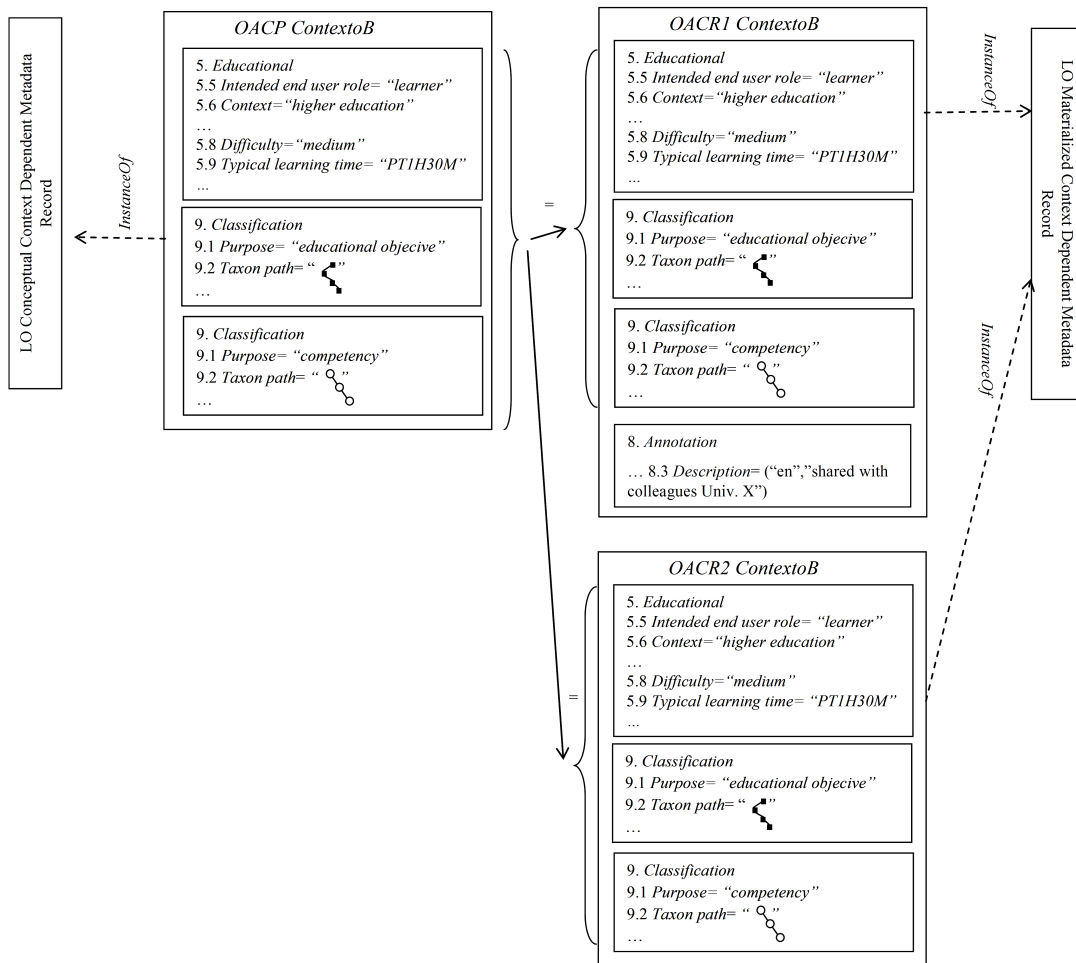 LO Conceptual Context Dependent Metadata
Record
InstanceOf
OACP ContextoB
5. Educational
5.5 Intended end user role= “learner”
5.6 Context=“higher education”
…
5.8 Difficulty=“medium”
5.9 Typical learning time= “PT1H30M”
...
9. Classification
9.1 Purpose= “educational objecive”
9.2 Taxon path= “ ”
…
9. Classification
9.1 Purpose= “competency”
9.2 Taxon path= “ ”
…
=
OACR1 ContextoB
5. Educational
5.5 Intended end user role= “learner”
5.6 Context=“higher education”
…
5.8 Difficulty=“medium”
5.9 Typical learning time= “PT1H30M”
...
9. Classification
9.1 Purpose= “educational objecive”
9.2 Taxon path= “ ”
…
9. Classification
9.1 Purpose= “competency”
9.2 Taxon path= “ ”
…
8. Annotation
… 8.3 Description= (“en”,”shared with
colleagues Univ. X”)
=
OACR2 ContextoB
5. Educational
5.5 Intended end user role= “learner”
5.6 Context=“higher education”
…
5.8 Difficulty=“medium”
5.9 Typical learning time= “PT1H30M”
...
9. Classification
9.1 Purpose= “educational objecive”
9.2 Taxon path= “ ”
…
9. Classification
9.1 Purpose= “competency”
9.2 Taxon path= “ ”
…
InstanceOf
InstanceOf
LO Materialized Context Dependent Metadata
Record